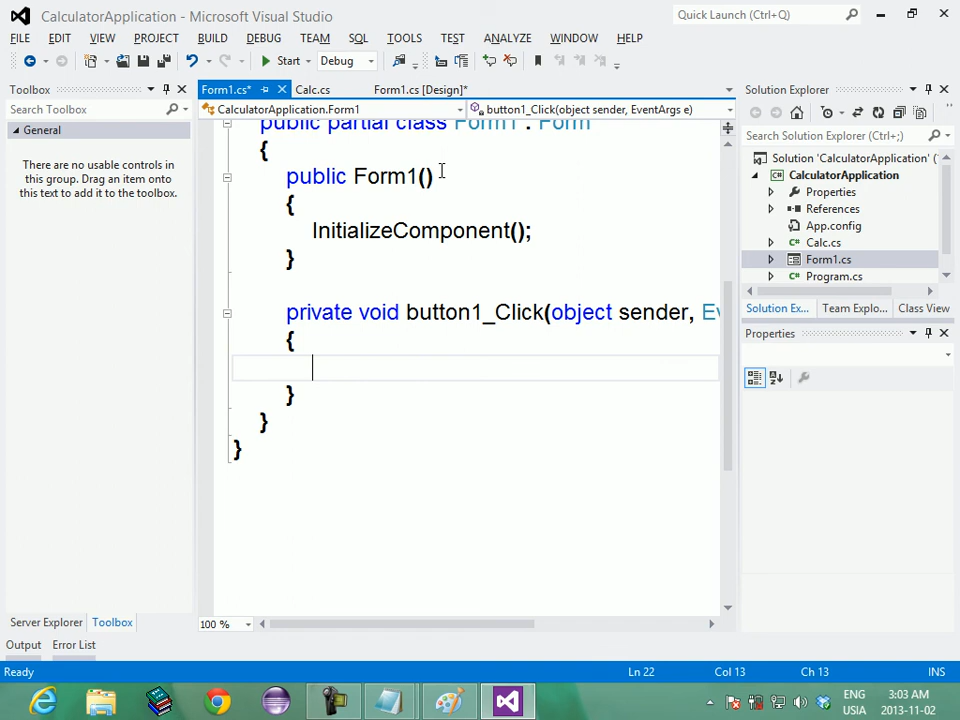 CalculatorApplication - Microsoft Visual Studio
Quick Launch (Ctrl+Q)
FILE EDIT VIEW PROJECT BUILD DEBUG TEAM SQL TOOLS TEST ANALYZE WINDOW HELP
Start Debug
Toolbox
Form1.cs* Calc.cs Form1.cs [Design]*
Solution Explorer
Search Toolbox
CalculatorApplication.Form1
button1_Click(object sender, EventArgs e)
General
There are no usable controls in
this group. Drag an item onto
this text to add it to the toolbox.
public partial class Form1 : Form
{
public Form1()
{
InitializeComponent();
}
private void button1_Click(object sender, Ev
{
}
}
}
Search Solution Explorer (Ctrl+;)
Solution 'CalculatorApplication' (
CalculatorApplication
Properties
References
App.config
C# Calc.cs
Form1.cs
C# Program.cs
Solution Ex... Team Explo... Class View
Properties
100 %
Server Explorer Toolbox
Output Error List
Ready
Ln 22 Col 13 Ch 13 INS
ENG
USIA
3:03 AM
2013-11-02